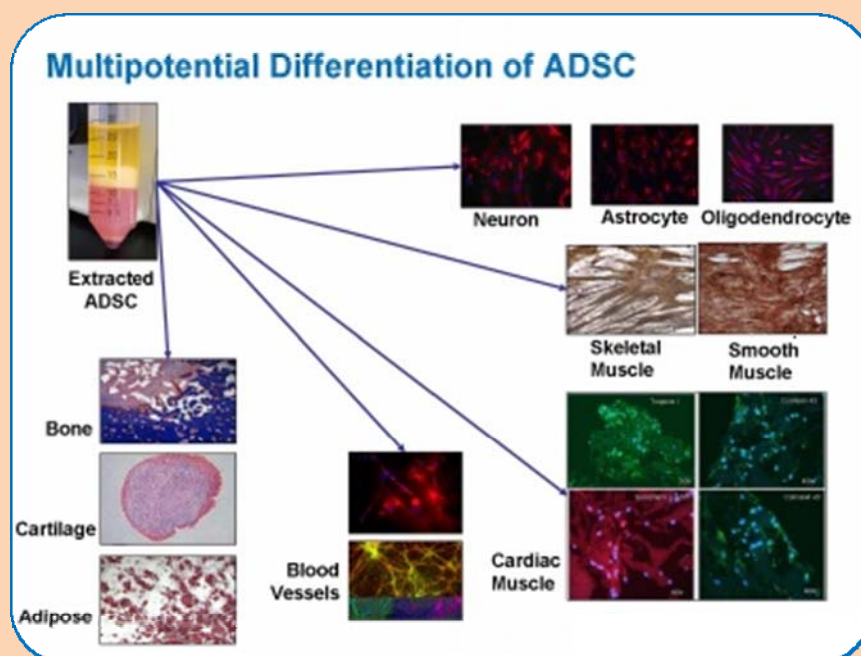 Multipotential Differentiation of ADSC
Extracted
ADSC
Neuron
Astrocyte
Oligodendrocyte
Skeletal
Muscle
Smooth
Muscle
Bone
Cartilage
Adipose
Blood
Vessels
Cardiac
Muscle